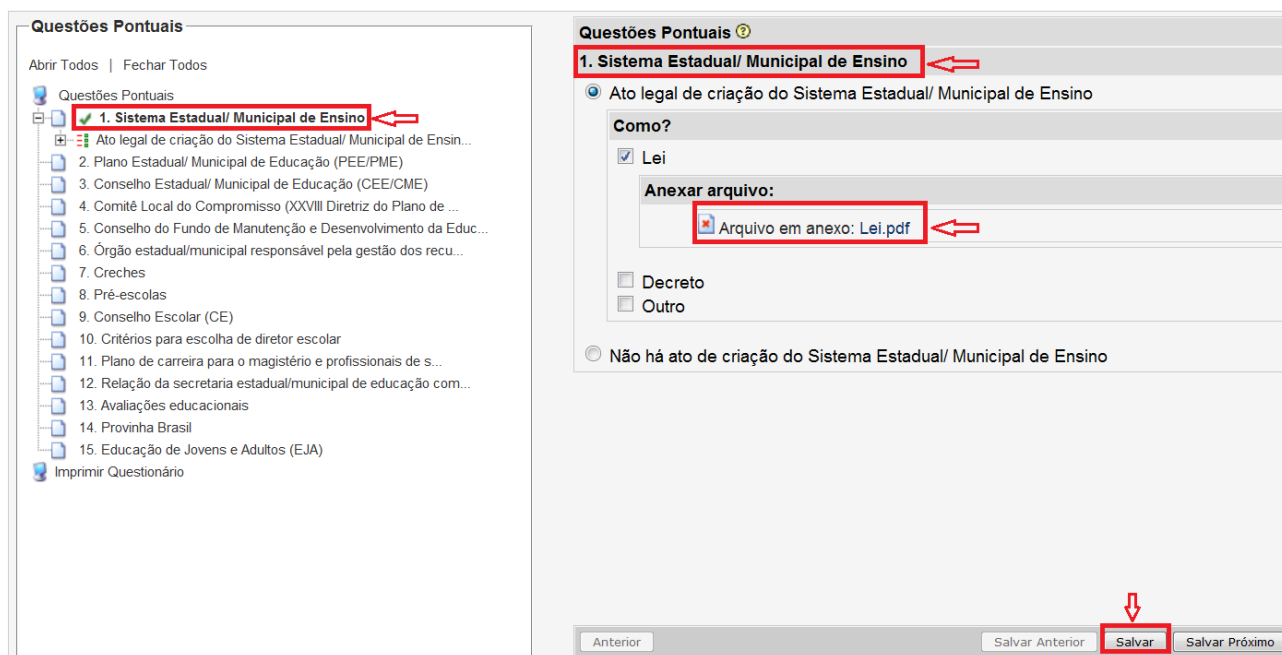 Questões Pontuais
Abrir Todos | Fechar Todos
Questões Pontuais
1. Sistema Estadual/ Municipal de Ensino
Ato legal de criação do Sistema Estadual/ Municipal de Ensin...
2. Plano Estadual/ Municipal de Educação (PEE/PME)
3. Conselho Estadual/ Municipal de Educação (CEE/CME)
4. Comitê Local do Compromisso (XXVIII Diretriz do Plano de ...
5. Conselho do Fundo de Manutenção e Desenvolvimento da Educ...
6. Órgão estadual/municipal responsável pela gestão dos recu...
7. Creches
8. Pré-escolas
9. Conselho Escolar (CE)
10. Critérios para escolha de diretor escolar
11. Plano de carreira para o magistério e profissionais de s...
12. Relação da secretaria estadual/municipal de educação com...
13. Avaliações educacionais
14. Provinha Brasil
15. Educação de Jovens e Adultos (EJA)
Imprimir Questionário
Questões Pontuais ?
1. Sistema Estadual/ Municipal de Ensino
Ato legal de criação do Sistema Estadual/ Municipal de Ensino
Como?
Lei
Anexar arquivo:
Arquivo em anexo: Lei.pdf
Decreto
Outro
Não há ato de criação do Sistema Estadual/ Municipal de Ensino
Anterior Salvar Anterior Salvar Salvar Próximo